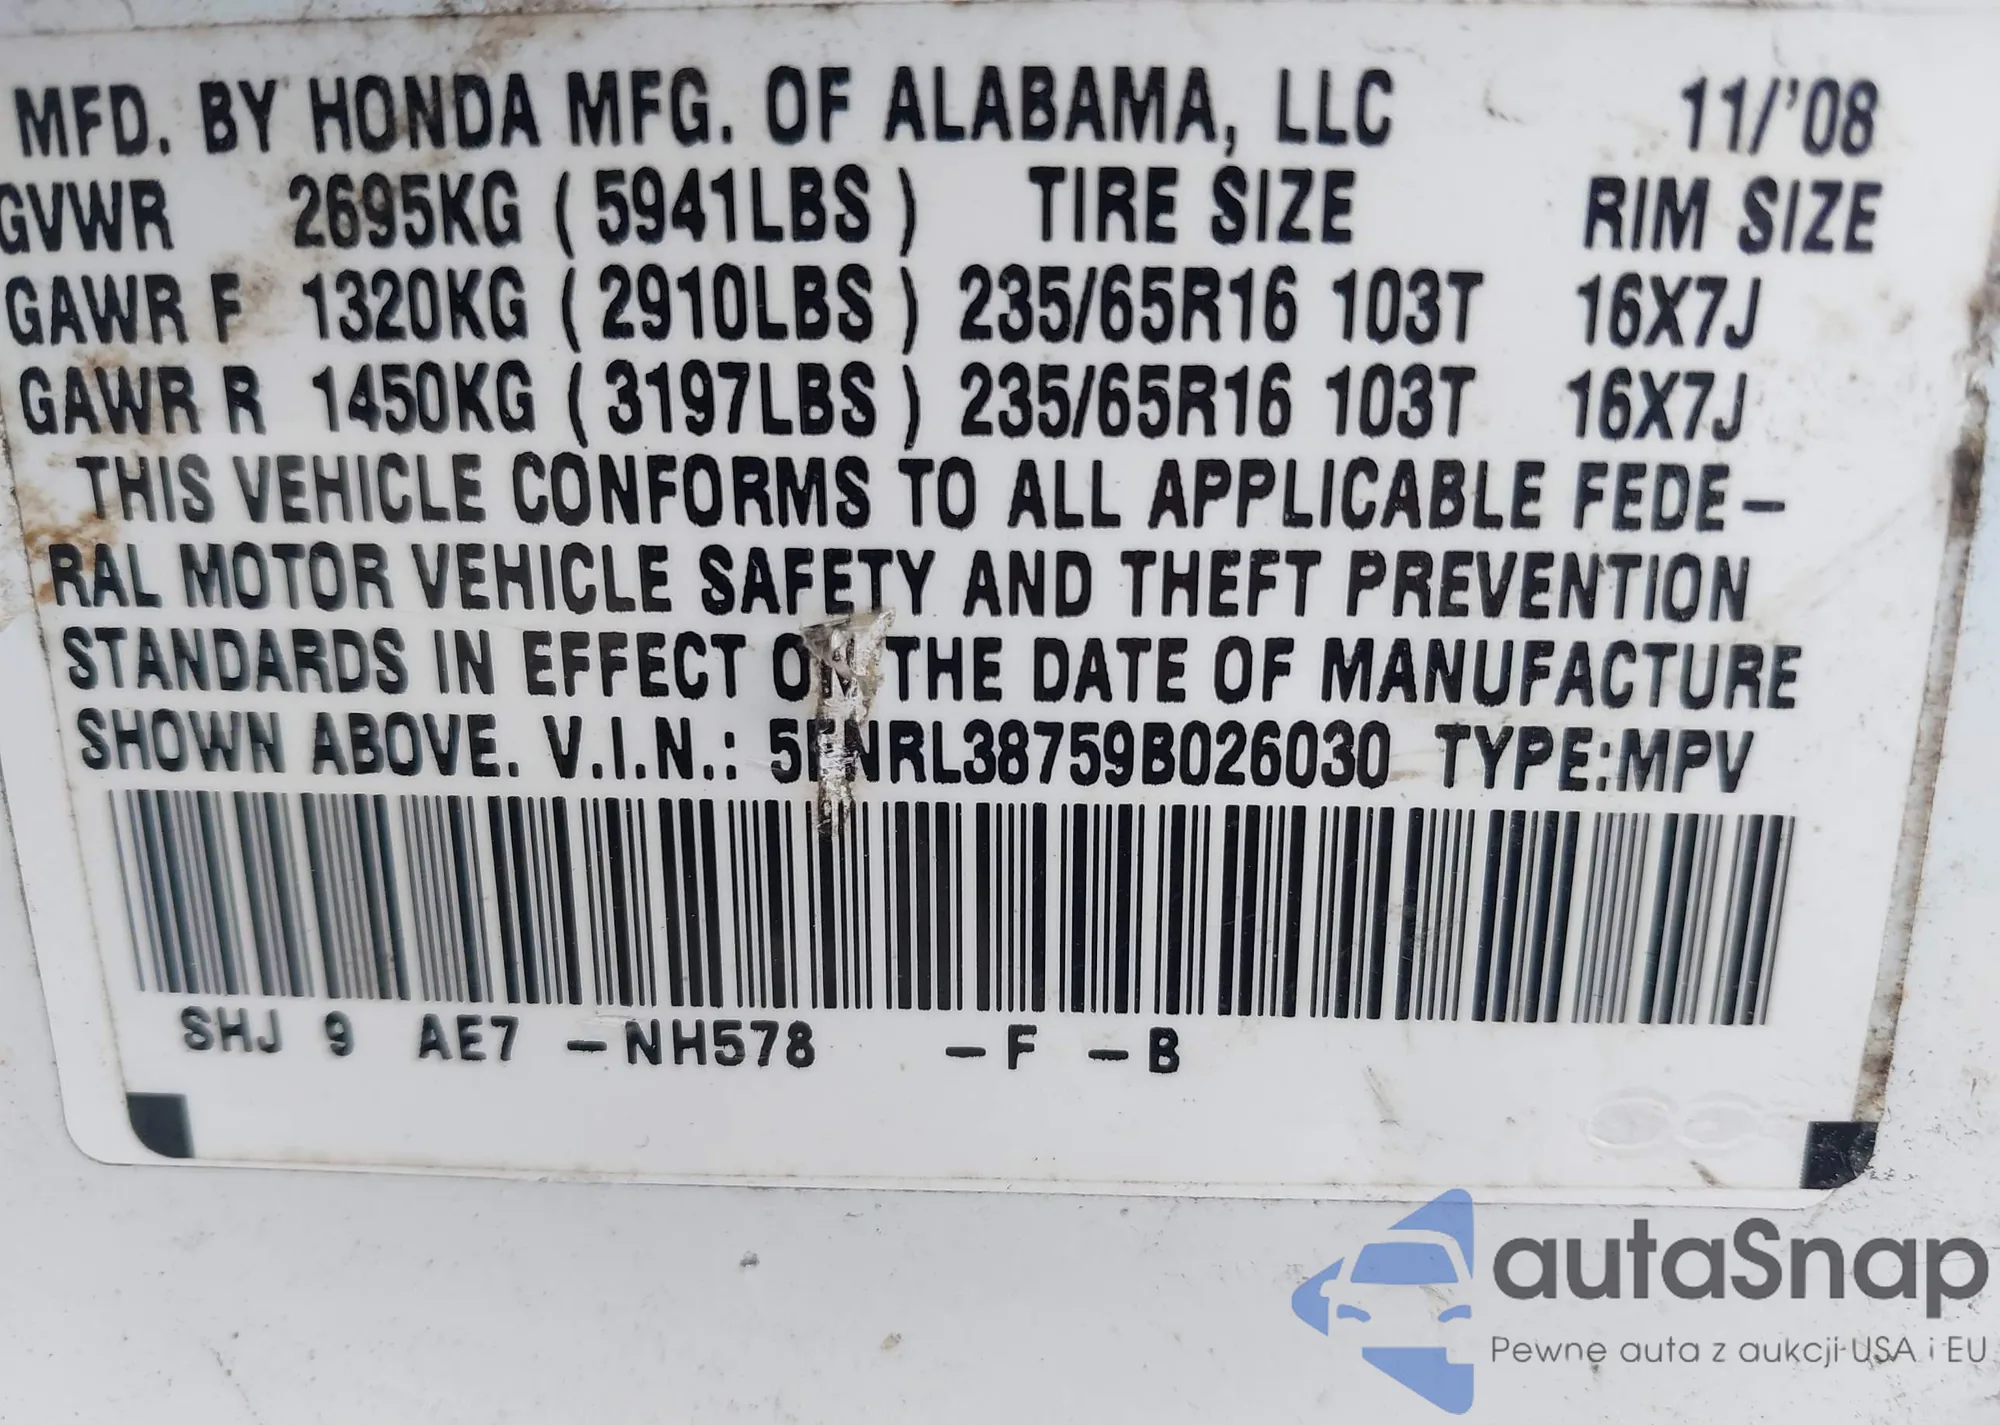 MFD. BY HONDA MFG. OF ALABAMA, LLC 11/'08
GVWR 2695KG ( 5941LBS ) TIRE SIZE RIM SIZE
GAWR F 1320KG ( 2910LBS ) 235/65R16 103T 16X7J
GAWR R 1450KG ( 3197LBS ) 235/65R16 103T 16X7J
THIS VEHICLE CONFORMS TO ALL APPLICABLE FEDE-
RAL MOTOR VEHICLE SAFETY AND THEFT PREVENTION
STANDARDS IN EFFECT ON THE DATE OF MANUFACTURE
SHOWN ABOVE. V.I.N.: 5FNRL38759B026030 TYPE:MPV
SHJ 9 AE7 -NH578 -F -B
autaSnap
Pewne auta z aukcji USA i EU